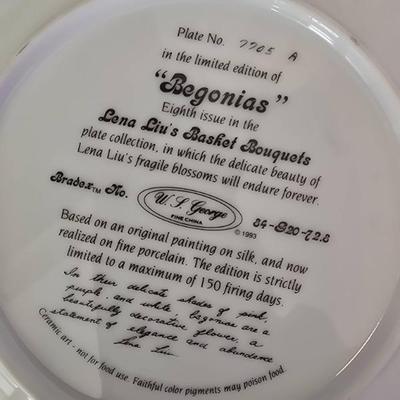 Plate No. 7705 A
in the limited edition of
"Begonias"
Eighth issue in the
Lena Liu's Basket Bouquets
plate collection, in which the delicate beauty of
Lena Liu's fragile blossoms will endure forever.
Bradex™ No.
W. S. George
FINE CHINA
© 1993
84-G20-72.8
Based on an original painting on silk, and now
realized on fine porcelain. The edition is strictly
limited to a maximum of 150 firing days.
In their delicate shades of pink,
purple, and white, begonias are a
beautifully decorative flower, a
statement of elegance and abundance
Lena Liu
Ceramic art - not for food use. Faithful color pigments may poison food.